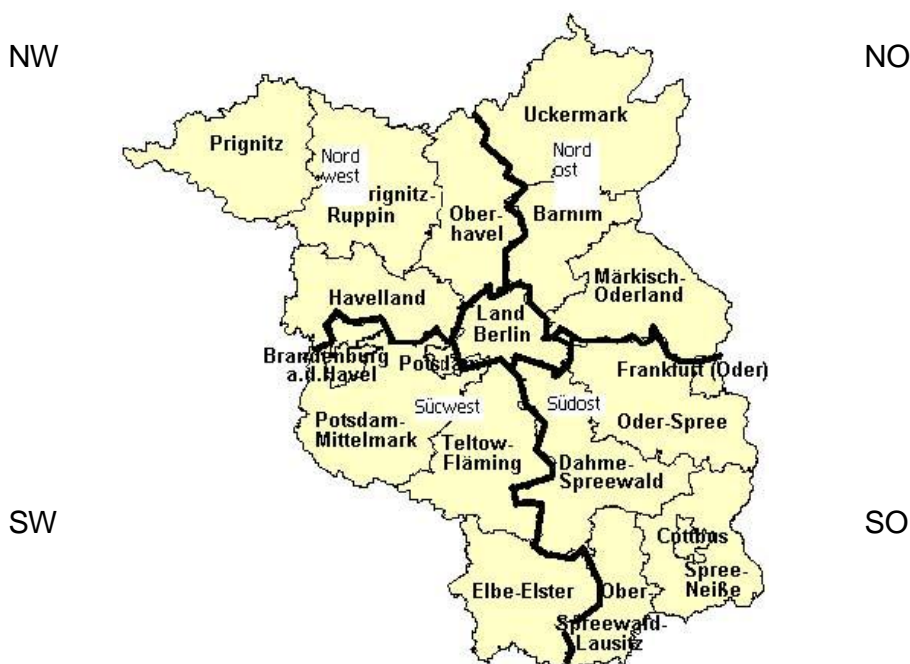 NW
NO
Uckermark
Prignitz
Nord
west
Nord
ost
rignitz-
Ruppin
Ober-
havel
Barnim
Märkisch-
Oderland
Havelland
Land
Berlin
Brandenburg
a.d.Havel
Potsdam
Frankfurt (Oder)
Südwest
Südost
Potsdam-
Mittelmark
Oder-Spree
Teltow-
Fläming
Dahme-
Spreewald
SW
SO
Cottbus
Spree-
Neiße
Elbe-Elster
Ober-
Spreewald-
Lausitz